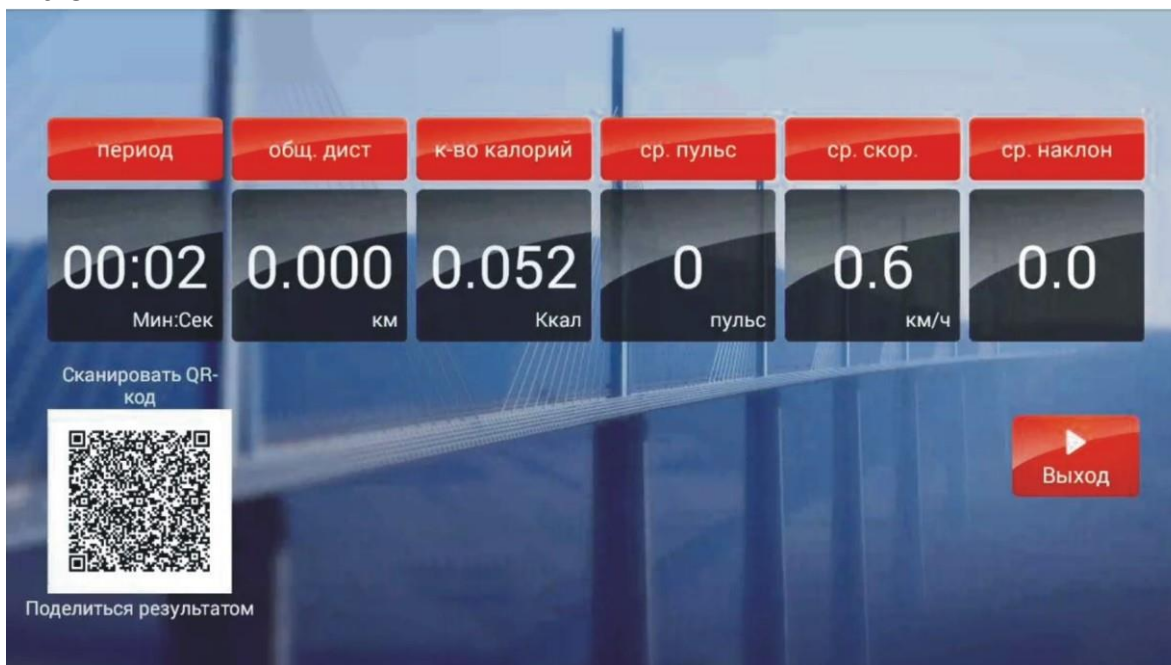 период
общ. дист
к-во калорий
ср. пульс
ср. скор.
ср. наклон
00:02
0.000
0.052
0
0.6
0.0
Мин:Сек
км
Ккал
пульс
км/ч
Сканировать QR-
код
Выход
Поделиться результатом